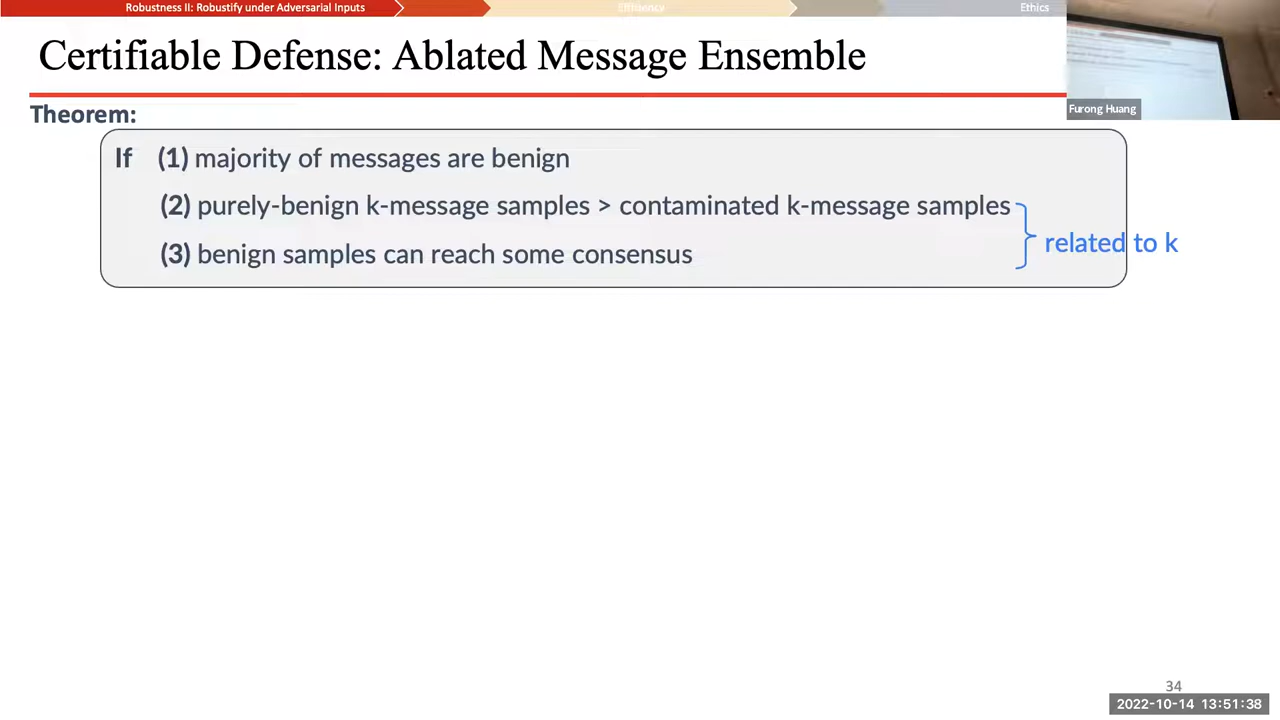 Robustness II: Robustify under Adversarial Inputs
Efficiency
Ethics
Certifiable Defense: Ablated Message Ensemble
Furong Huang
Theorem:
If (1) majority of messages are benign
(2) purely-benign k-message samples > contaminated k-message samples
related to k
(3) benign samples can reach some consensus
34
2022-10-14 13:51:38